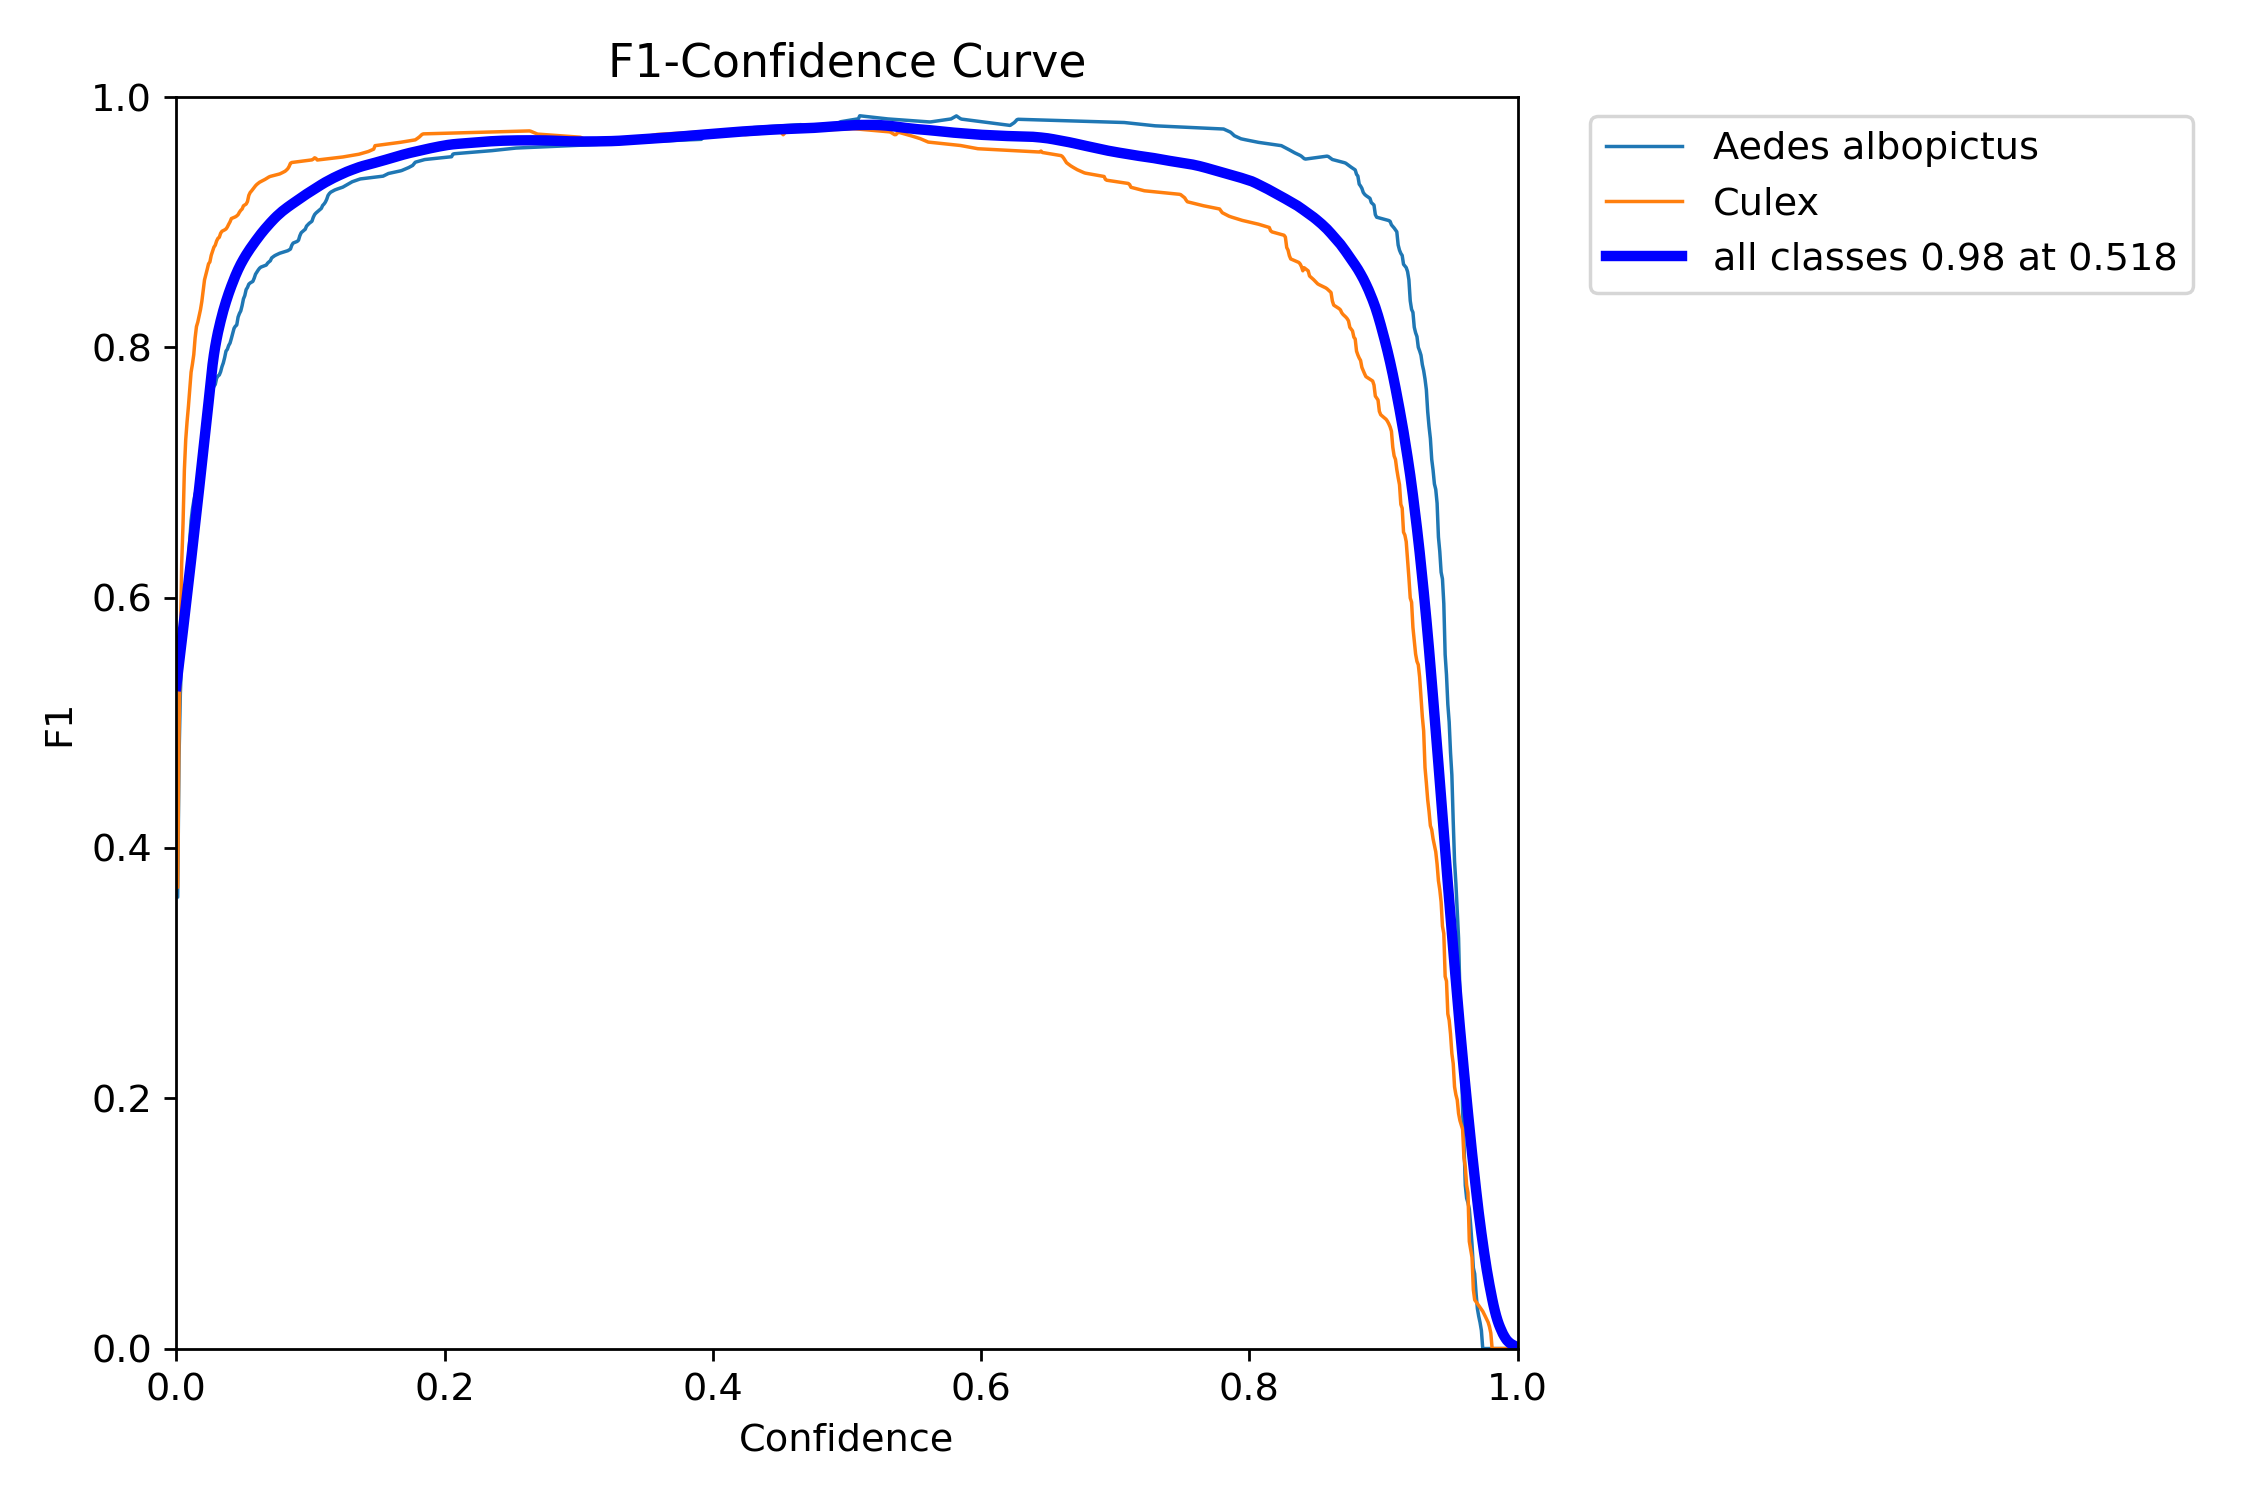 F1-Confidence Curve
1.0
0.8
0.6
0.4
0.2
0.0
F1
0.0 0.2 0.4 0.6 0.8 1.0
Confidence
Aedes albopictus
Culex
all classes 0.98 at 0.518